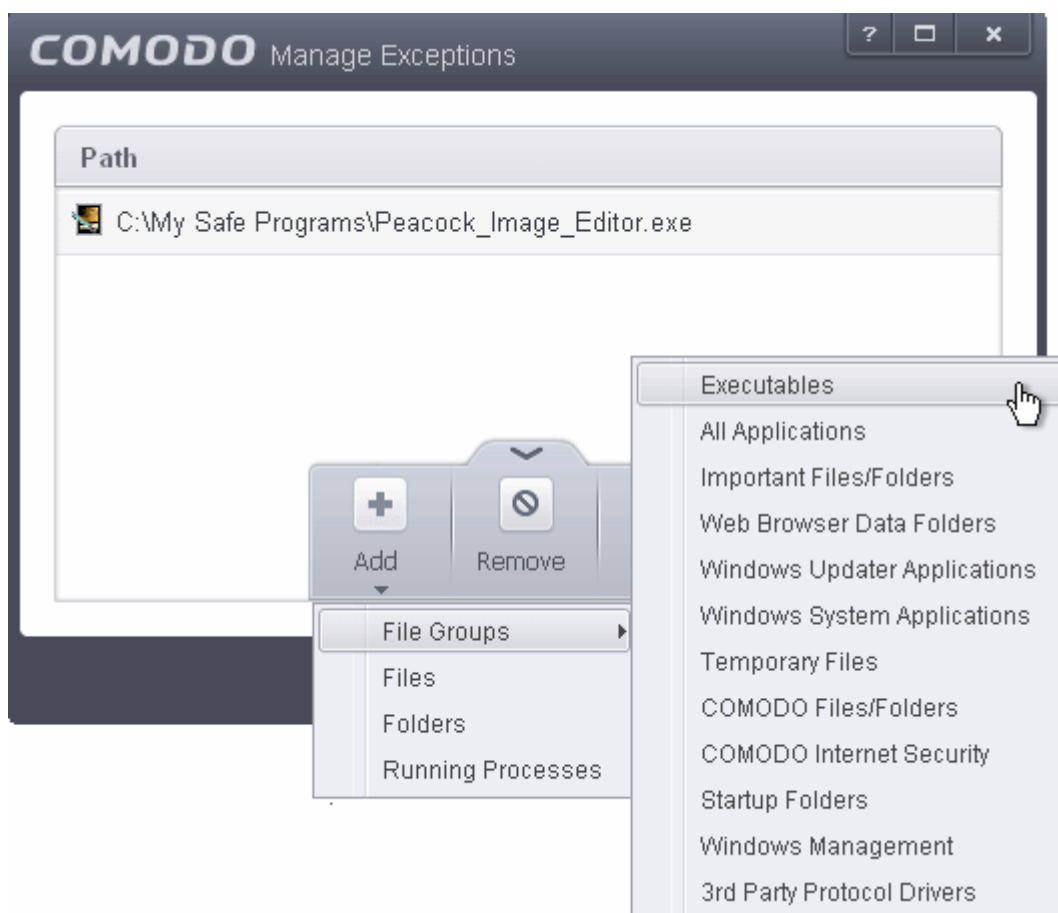 COMODO Manage Exceptions
?
Path
C:\My Safe Programs\Peacock_Image_Editor.exe
Add
Remove
File Groups
Files
Folders
Running Processes
Executables
All Applications
Important Files/Folders
Web Browser Data Folders
Windows Updater Applications
Windows System Applications
Temporary Files
COMODO Files/Folders
COMODO Internet Security
Startup Folders
Windows Management
3rd Party Protocol Drivers